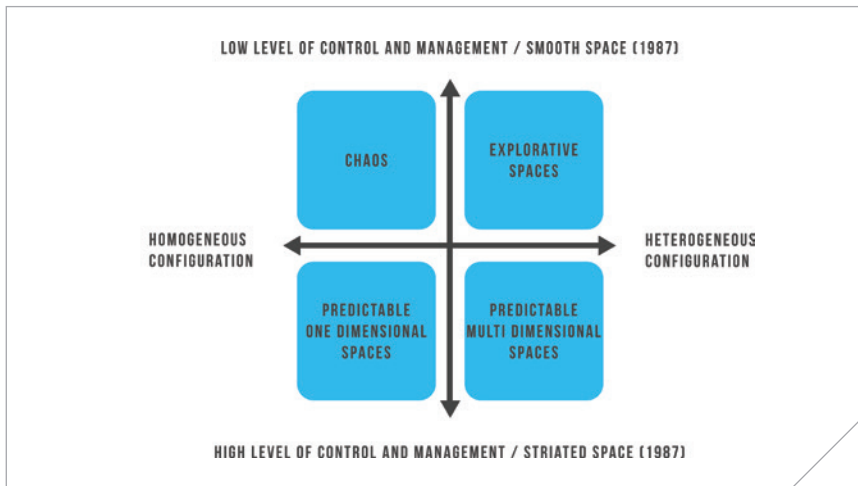 LOW LEVEL OF CONTROL AND MANAGEMENT / SMOOTH SPACE (1987)
CHAOS
EXPLORATIVE
SPACES
HOMOGENEOUS
CONFIGURATION
HETEROGENEOUS
CONFIGURATION
PREDICTABLE
ONE DIMENSIONAL
SPACES
PREDICTABLE
MULTI DIMENSIONAL
SPACES
HIGH LEVEL OF CONTROL AND MANAGEMENT / STRIATED SPACE (1987)